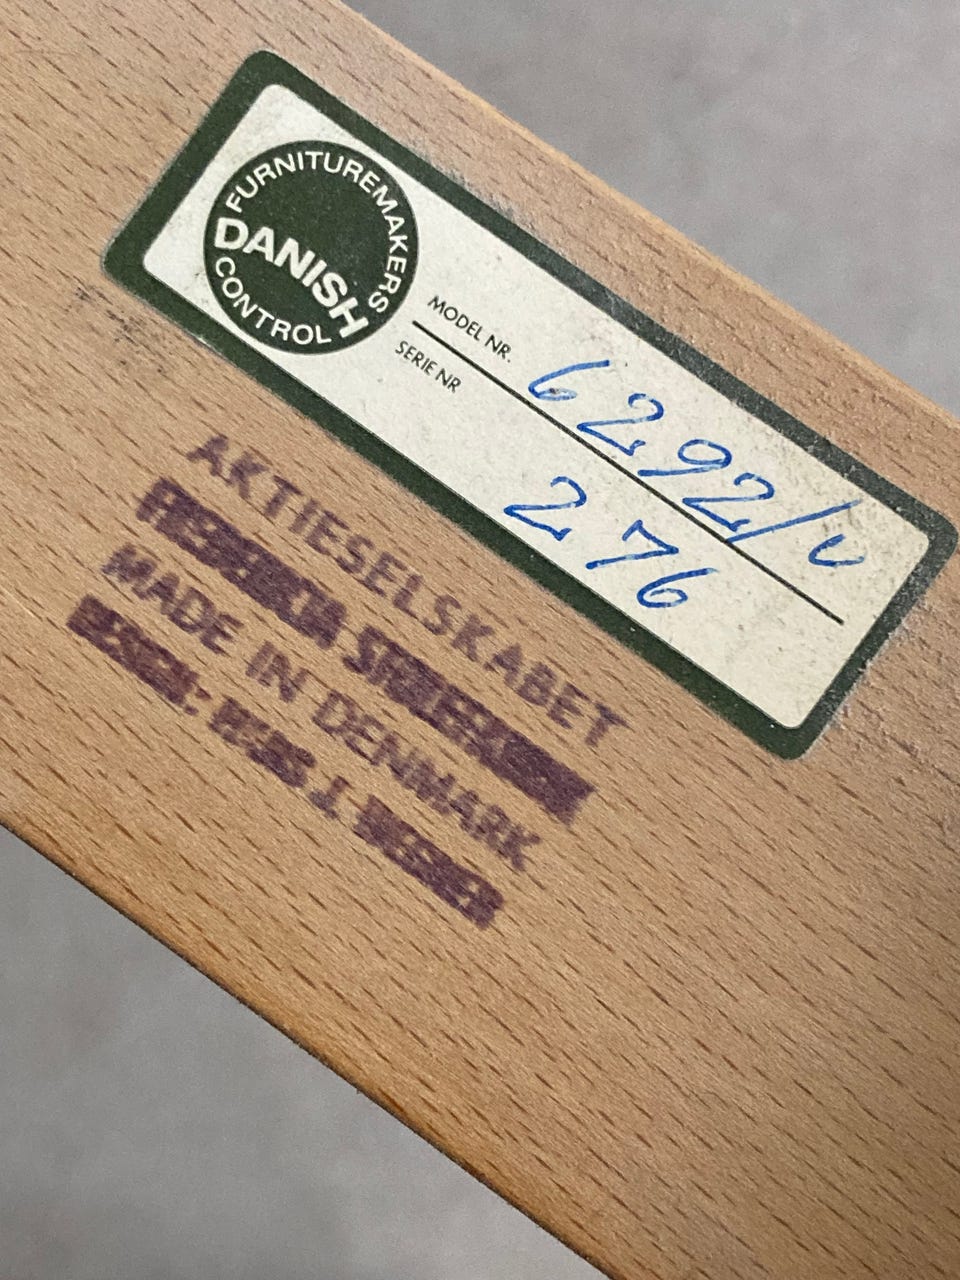 FURNITUREMAKERS
DANISH
CONTROL
MODEL NR. 6292/v
SERIE NR 276
AKTIESELSKABET
MADE IN DENMARK